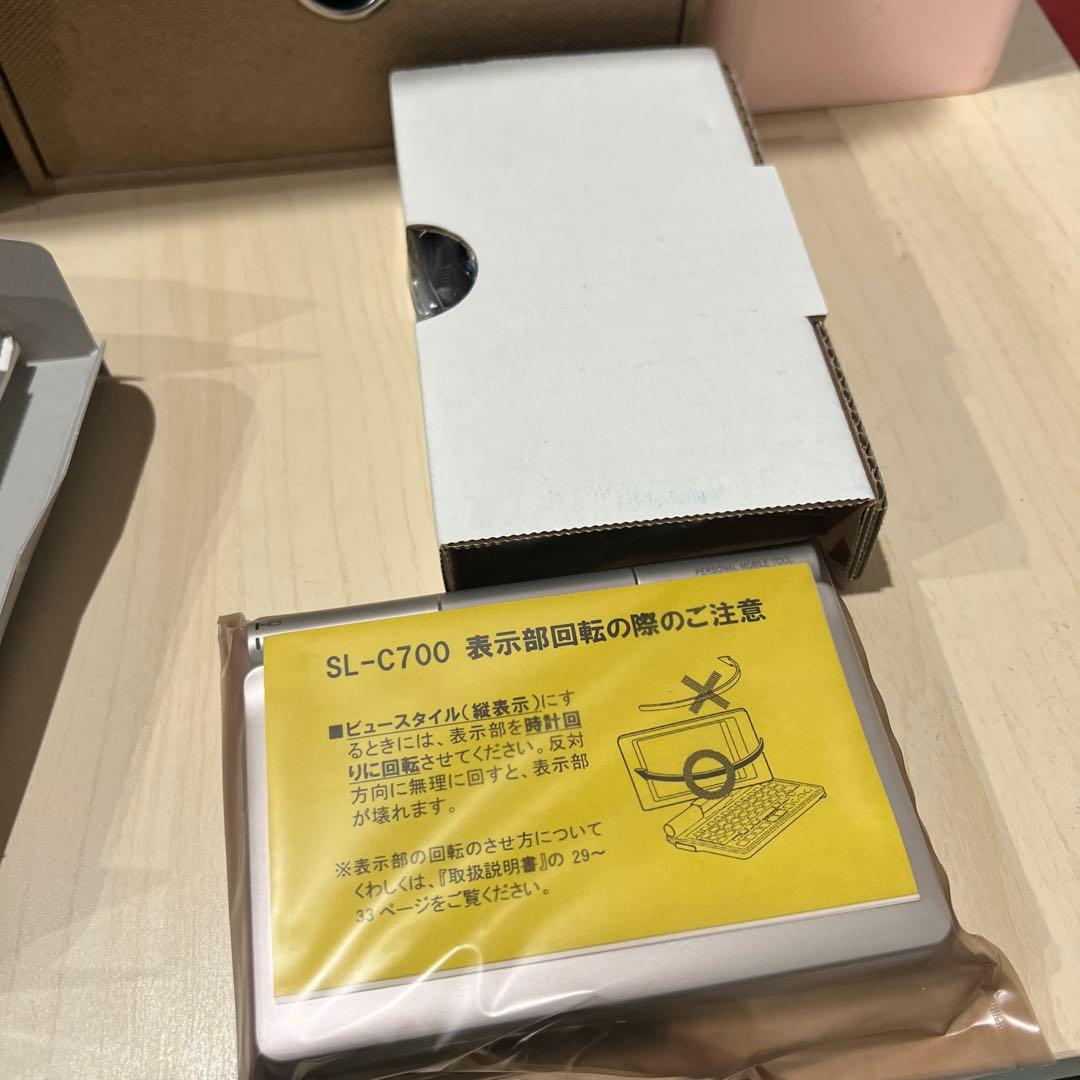 PERSONAL MOBILE TOOL
SL-C700 表示部回転の際のご注意
■ビュースタイル(縦表示)にす
るときには、表示部を時計回
りに回転させてください。反対
方向に無理に回すと、表示部
が壊れます。
※表示部の回転のさせ方について
くわしくは、『取扱説明書』の 29〜
33 ページをご覧ください。